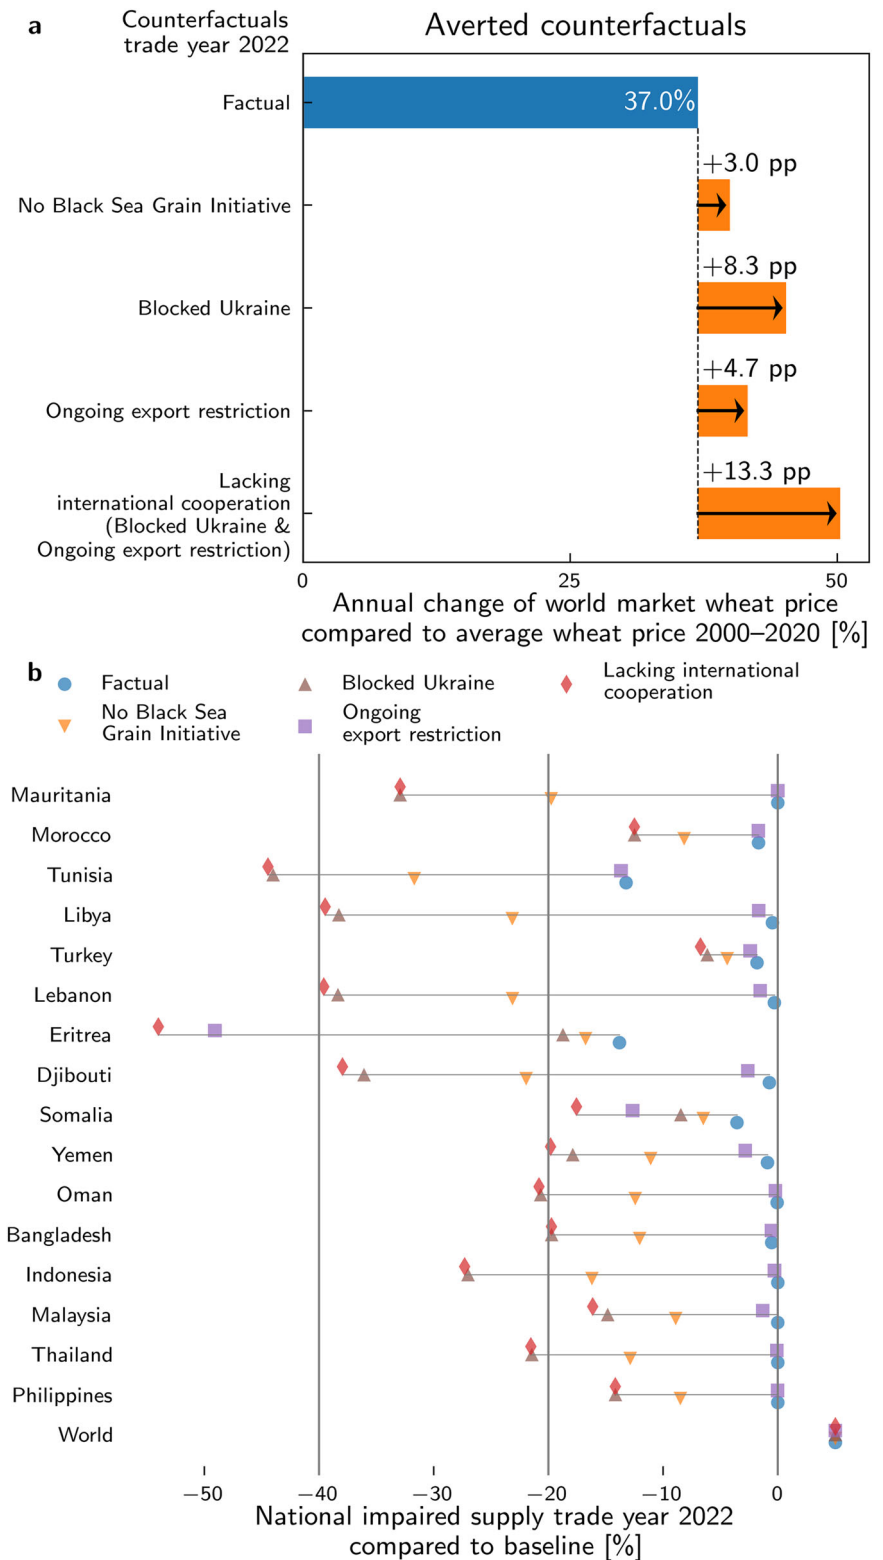 a
Counterfactuals
trade year 2022
Averted counterfactuals
Factual
37.0%
+3.0 pp
No Black Sea Grain Initiative
+8.3 pp
Blocked Ukraine
+4.7 pp
Ongoing export restriction
+13.3 pp
Lacking
international cooperation
(Blocked Ukraine &
Ongoing export restriction)
0 25 50
Annual change of world market wheat price
compared to average wheat price 2000–2020 [%]
b
Factual
No Black Sea
Grain Initiative
Blocked Ukraine
Ongoing
export restriction
Lacking international
cooperation
Mauritania
Morocco
Tunisia
Libya
Turkey
Lebanon
Eritrea
Djibouti
Somalia
Yemen
Oman
Bangladesh
Indonesia
Malaysia
Thailand
Philippines
World
−50 −40 −30 −20 −10 0
National impaired supply trade year 2022
compared to baseline [%]